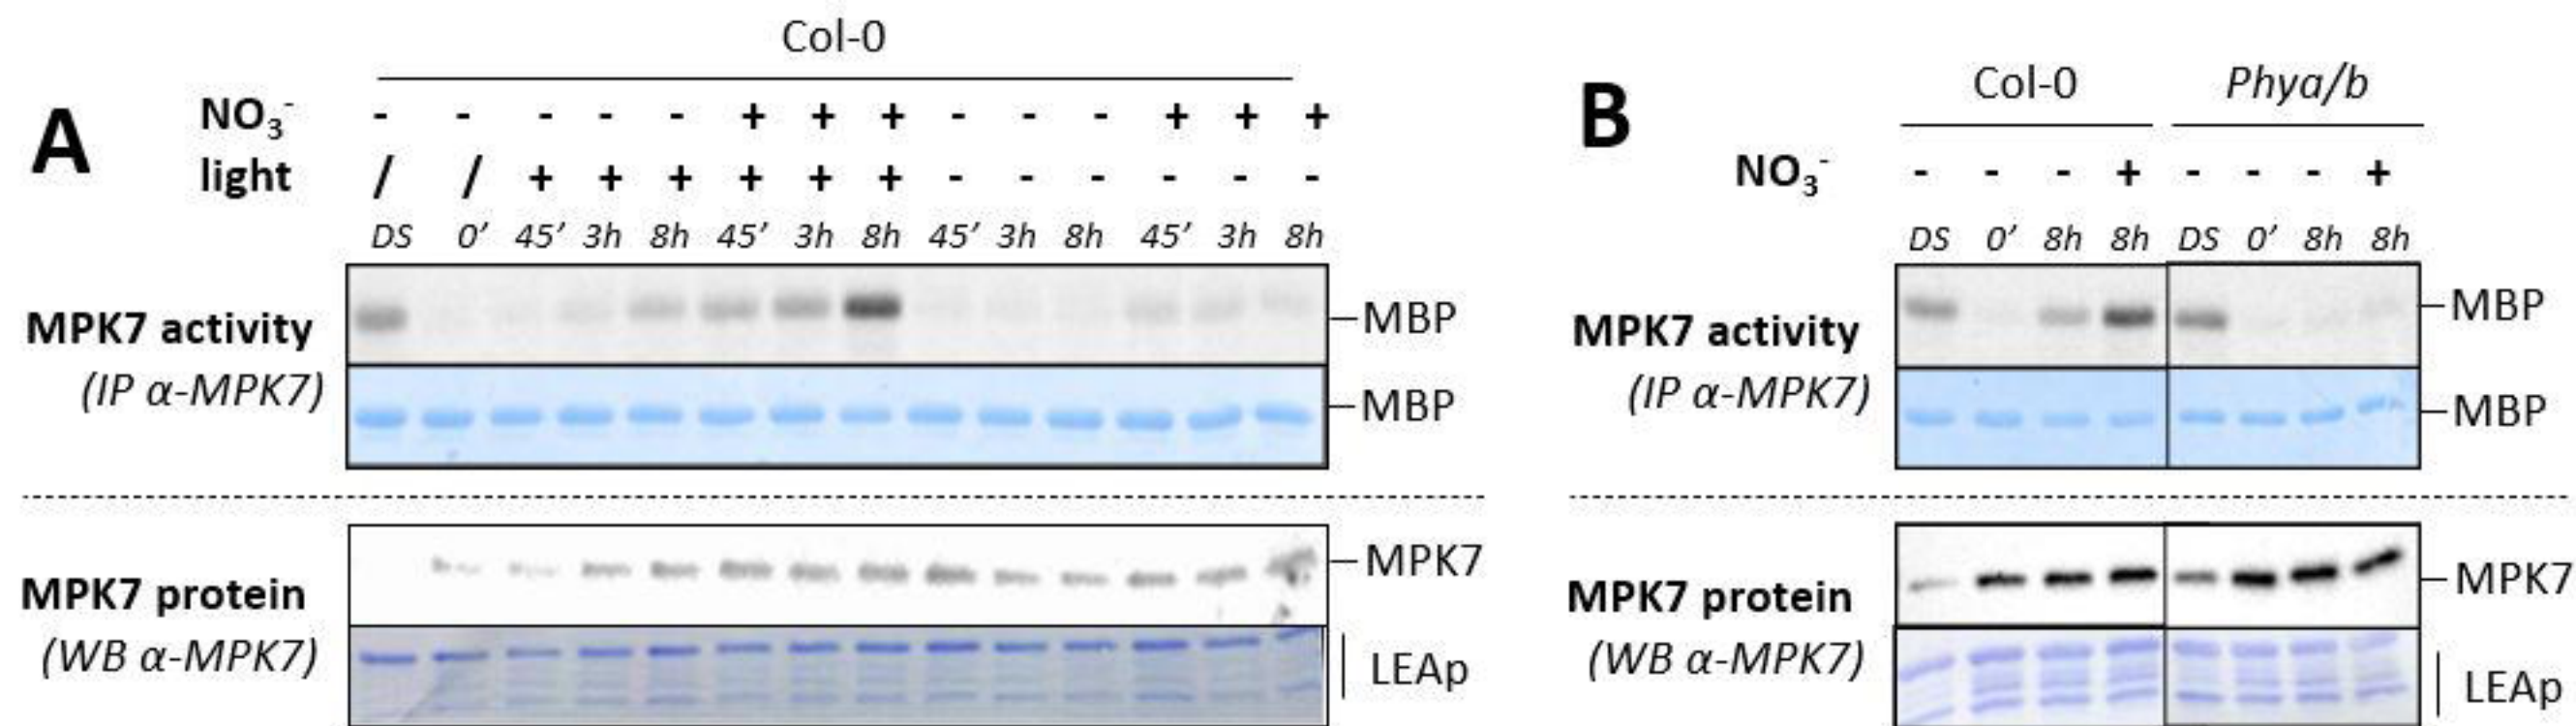 A
Col-0
NO3- - - - - - + + + - - - + + +
light / / + + + + + + - - - - - -
DS 0’ 45’ 3h 8h 45’ 3h 8h 45’ 3h 8h 45’ 3h 8h
MPK7 activity
(IP α-MPK7)
MBP
MBP
MPK7 protein
(WB α-MPK7)
MPK7
LEAp
B
Col-0 Phya/b
NO3- - - - + - - - +
DS 0’ 8h 8h DS 0’ 8h 8h
MPK7 activity
(IP α-MPK7)
MBP
MBP
MPK7 protein
(WB α-MPK7)
MPK7
LEAp